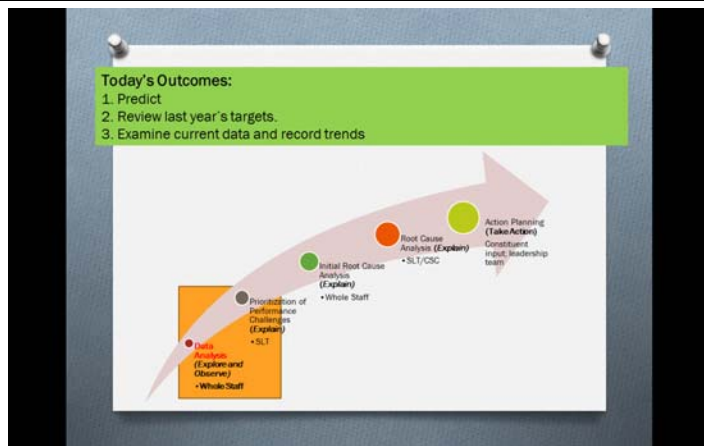 Today's Outcomes:
1. Predict
2. Review last year's targets.
3. Examine current data and record trends
Action Planning
(Take Action)
Constituent
input, leadership
team
Root Cause
Analysis (Explain)
• SLT/CSC
Initial Root Cause
Analysis
(Explain)
• Whole Staff
Prioritization of
Performance
Challenges
(Explain)
• SLT
Data
Analysis
(Explore and
Observe)
• Whole Staff